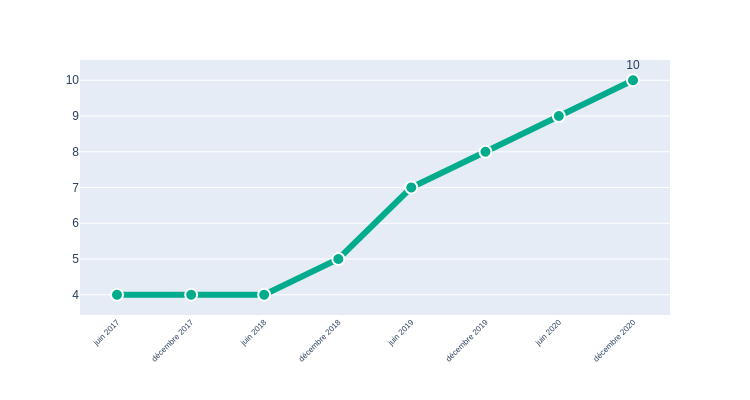 10
10
9
8
7
6
5
4
juin 2017
décembre 2017
juin 2018
décembre 2018
juin 2019
décembre 2019
juin 2020
décembre 2020